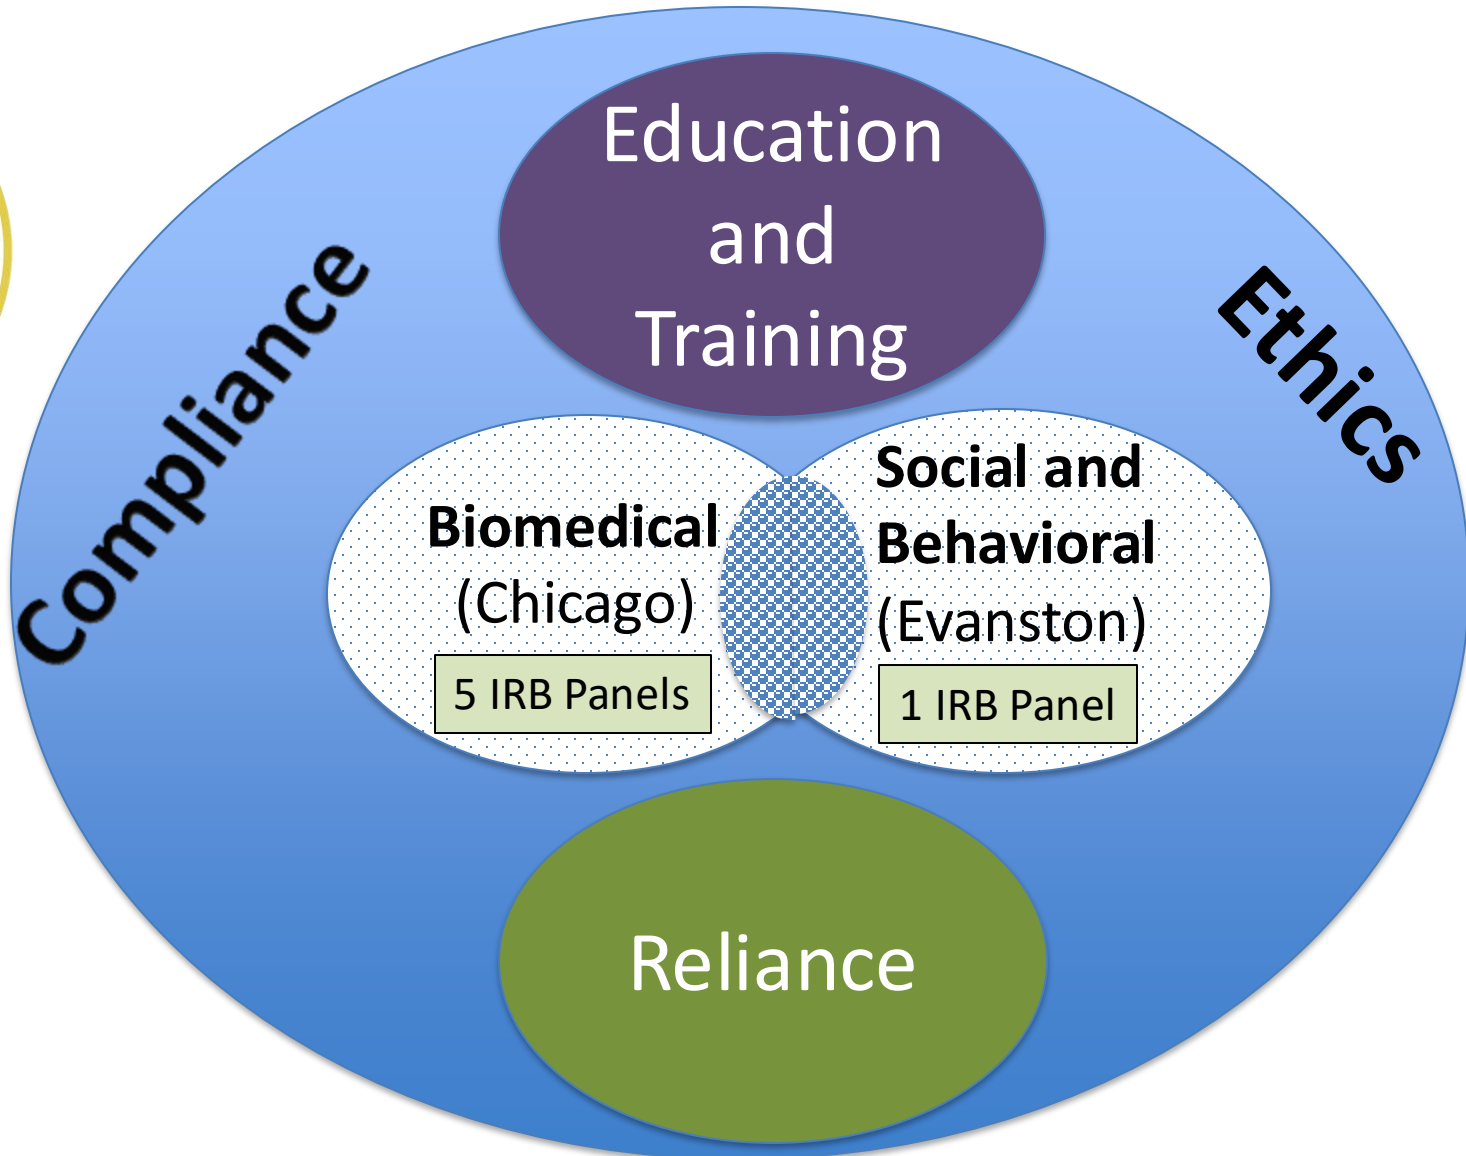 Education
and
Training
Compliance
Ethics
Biomedical
(Chicago)
5 IRB Panels
Social and
Behavioral
(Evanston)
1 IRB Panel
Reliance